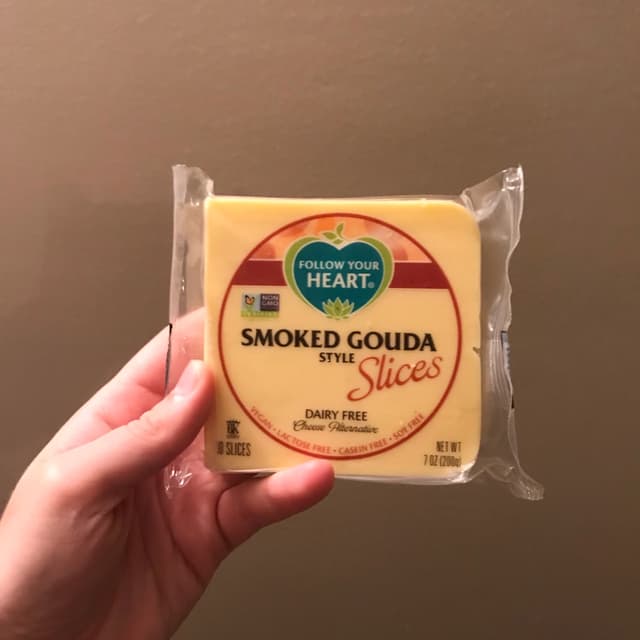 FOLLOW YOUR
HEART®
NON
GMO
SMOKED GOUDA
STYLE
Slices
DAIRY FREE
Cheese Alternative
VEGAN • LACTOSE FREE • CASEIN FREE • SOY FREE
SLICES
NET WT
7 OZ (200g)